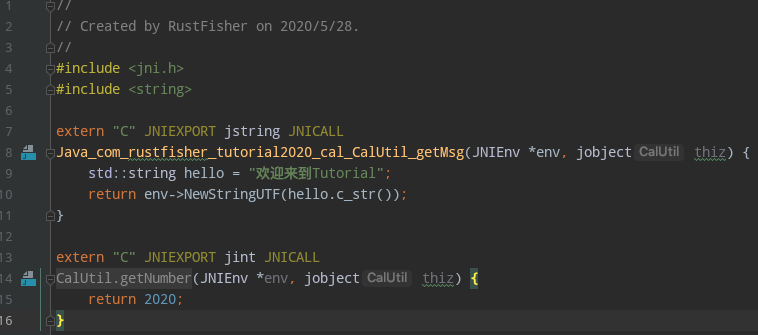 1 //
2 // Created by RustFisher on 2020/5/28.
3 //
4 #include <jni.h>
5 #include <string>
6
7 extern "C" JNIEXPORT jstring JNICALL
8 Java_com_rustfisher_tutorial2020_cal_CalUtil_getMsg(JNIEnv *env, jobject CalUtil thiz) {
9 std::string hello = "欢迎来到Tutorial";
10 return env->NewStringUTF(hello.c_str());
11 }
12
13 extern "C" JNIEXPORT jint JNICALL
14 CalUtil.getNumber(JNIEnv *env, jobject CalUtil thiz) {
15 return 2020;
16 }